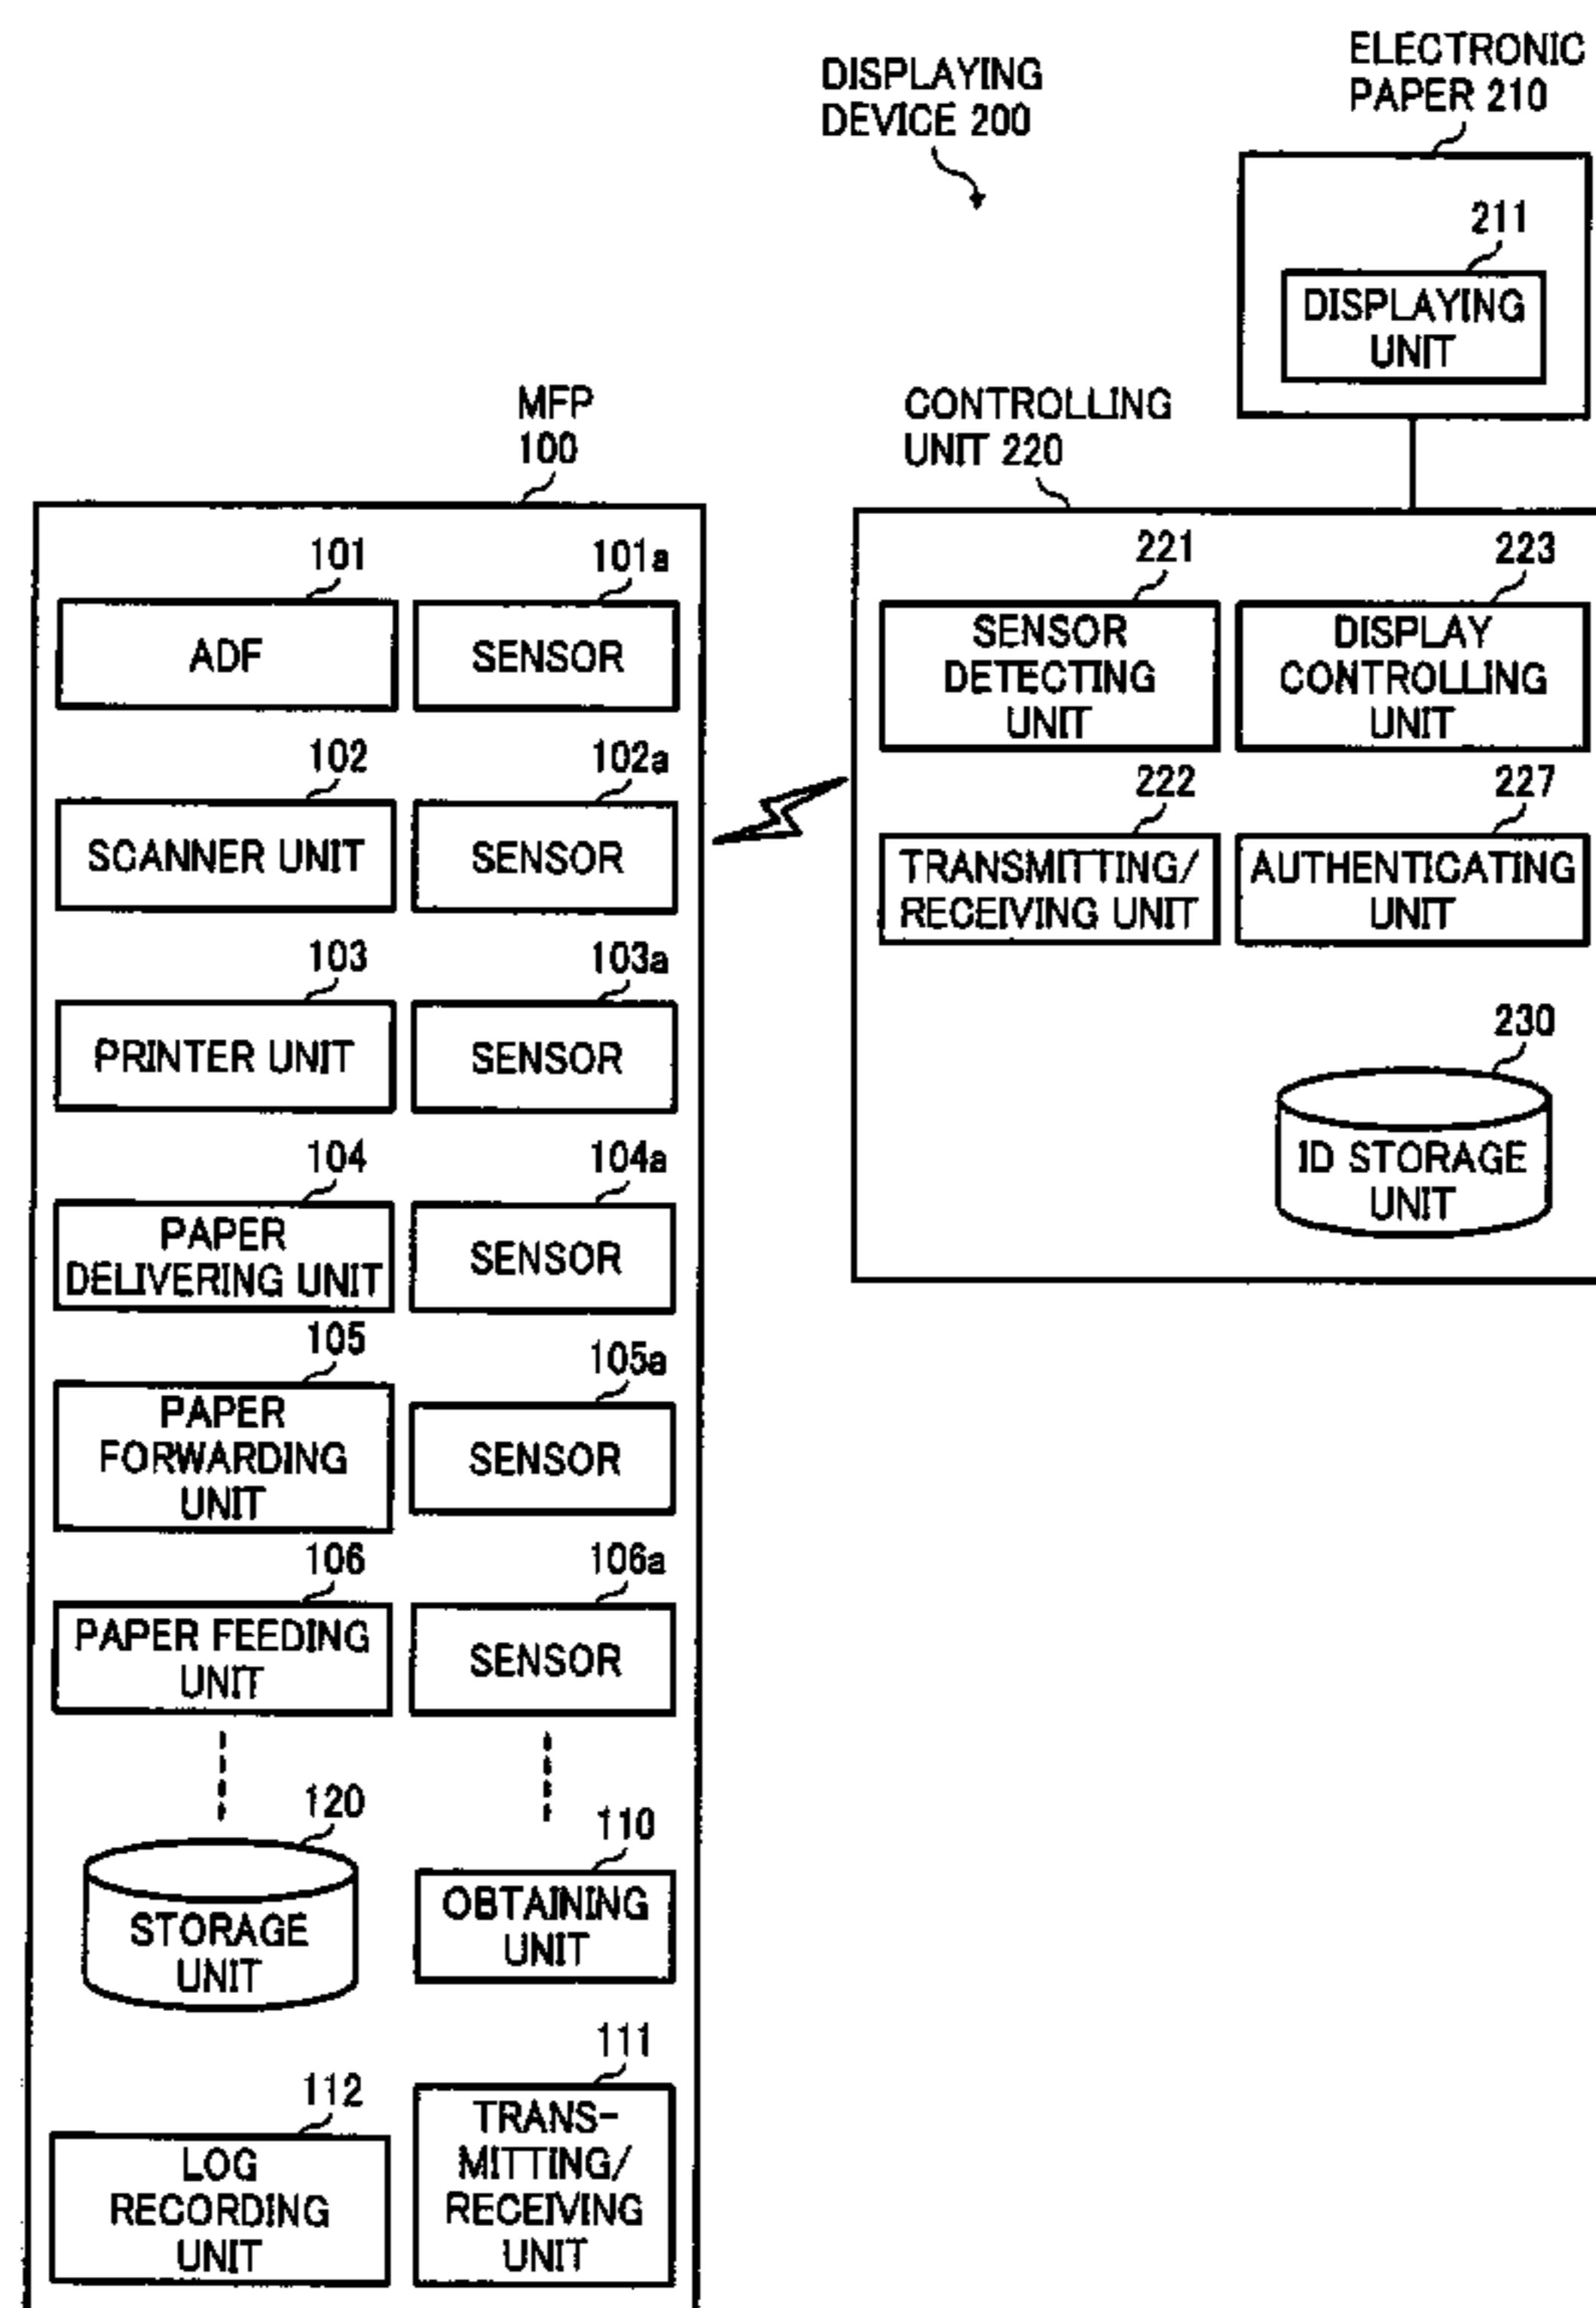 DISPLAYING
DEVICE 200
ELECTRONIC
PAPER 210
211
DISPLAYING
UNIT
MFP
100
CONTROLLING
UNIT 220
101
101a
ADF
SENSOR
102
102a
SCANNER UNIT
SENSOR
103
103a
PRINTER UNIT
SENSOR
104
104a
PAPER
DELIVERING UNIT
SENSOR
105
105a
PAPER
FORWARDING
UNIT
SENSOR
106
106a
PAPER FEEDING
UNIT
SENSOR
120
110
STORAGE
UNIT
OBTAINING
UNIT
112
111
LOG
RECORDING
UNIT
TRANS-
MITTING/
RECEIVING
UNIT
221
223
SENSOR
DETECTING
UNIT
DISPLAY
CONTROLLING
UNIT
222
227
TRANSMITTING/
RECEIVING UNIT
AUTHENTICATING
UNIT
230
ID STORAGE
UNIT